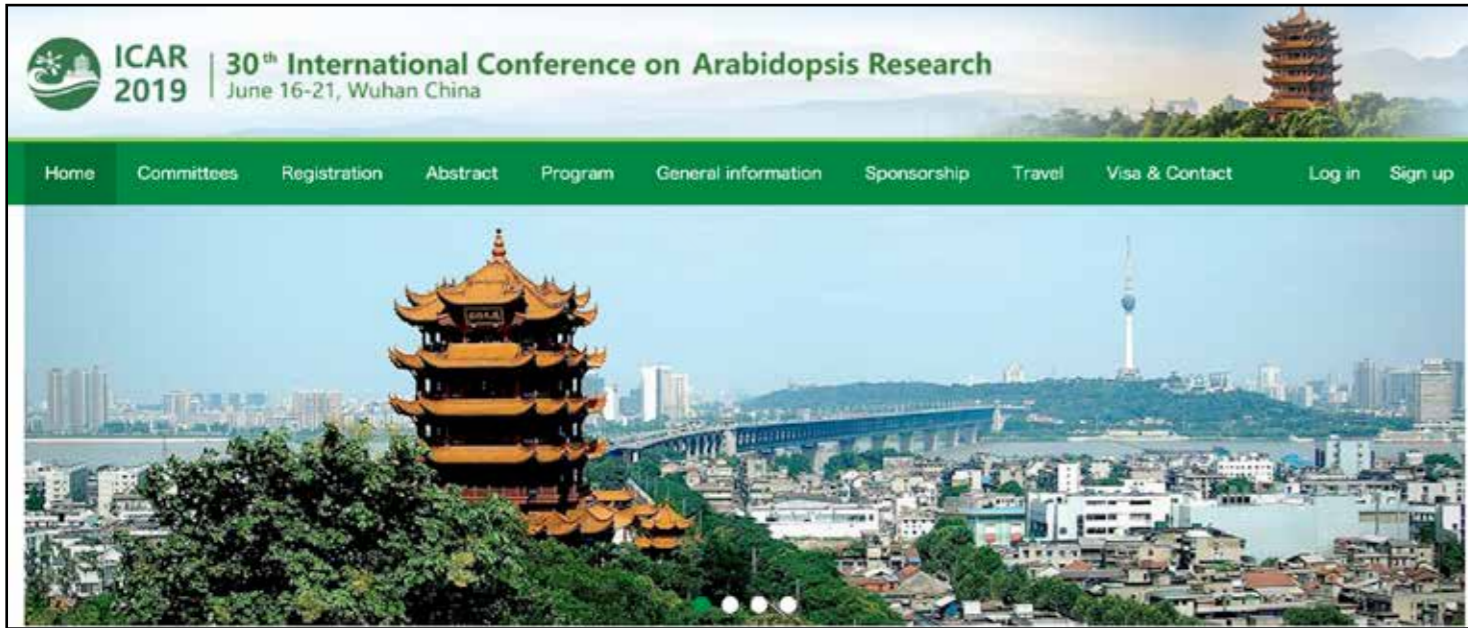 ICAR
2019
30th International Conference on Arabidopsis Research
June 16-21, Wuhan China
Home Committees Registration Abstract Program General information Sponsorship Travel Visa & Contact Log in Sign up